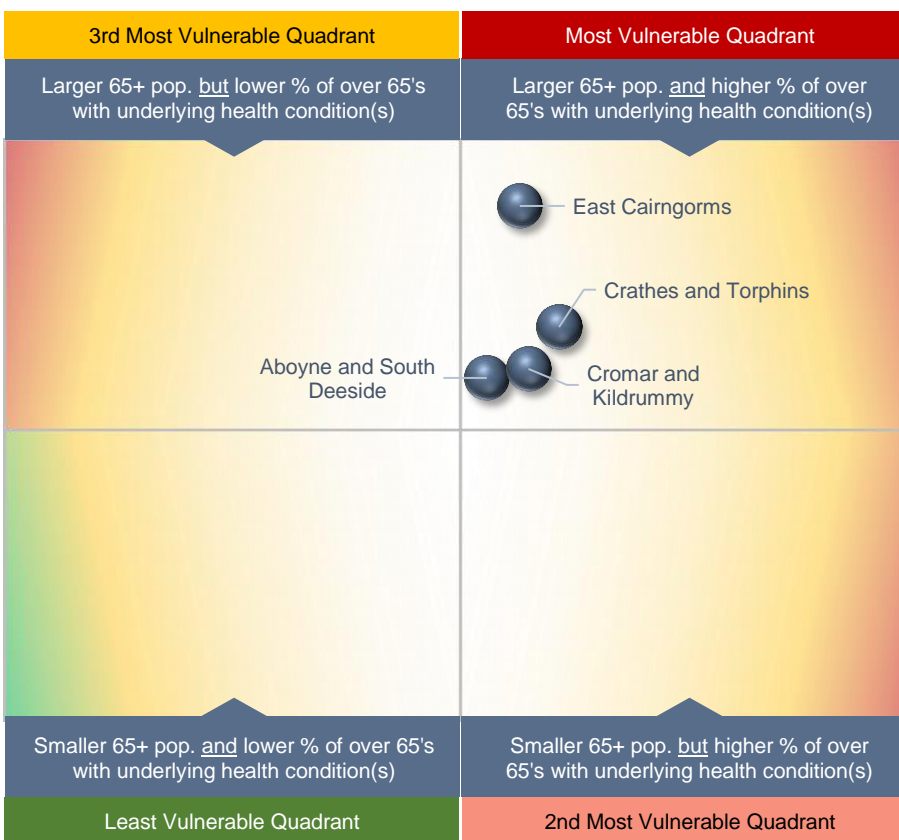 3rd Most Vulnerable Quadrant
Most Vulnerable Quadrant
Larger 65+ pop. but lower % of over 65's
with underlying health condition(s)
Larger 65+ pop. and higher % of over
65's with underlying health condition(s)
East Cairngorms
Crathes and Torphins
Aboyne and South
Deeside
Cromar and
Kildrummy
Smaller 65+ pop. and lower % of over 65's
with underlying health condition(s)
Smaller 65+ pop. but higher % of over
65's with underlying health condition(s)
Least Vulnerable Quadrant
2nd Most Vulnerable Quadrant